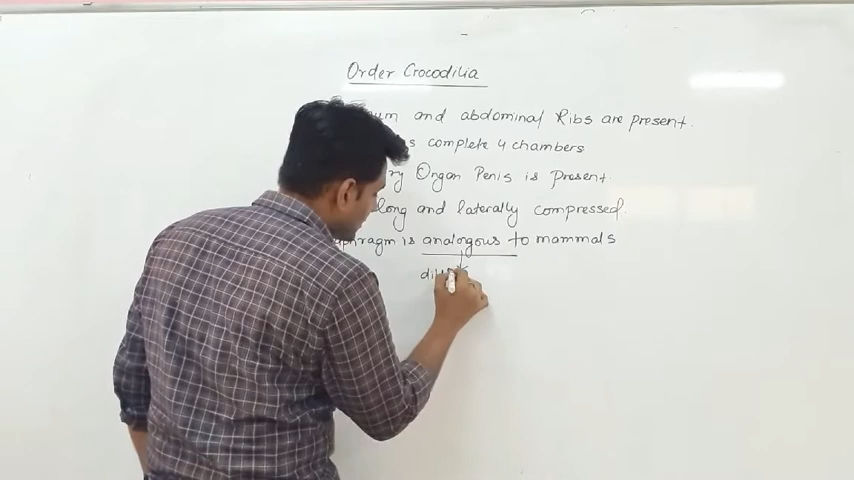 Order Crocodilia
and abdominal Ribs are present.
complete 4 chambers
Organ Penis is present.
long and laterally compressed.
is analogous to mammals